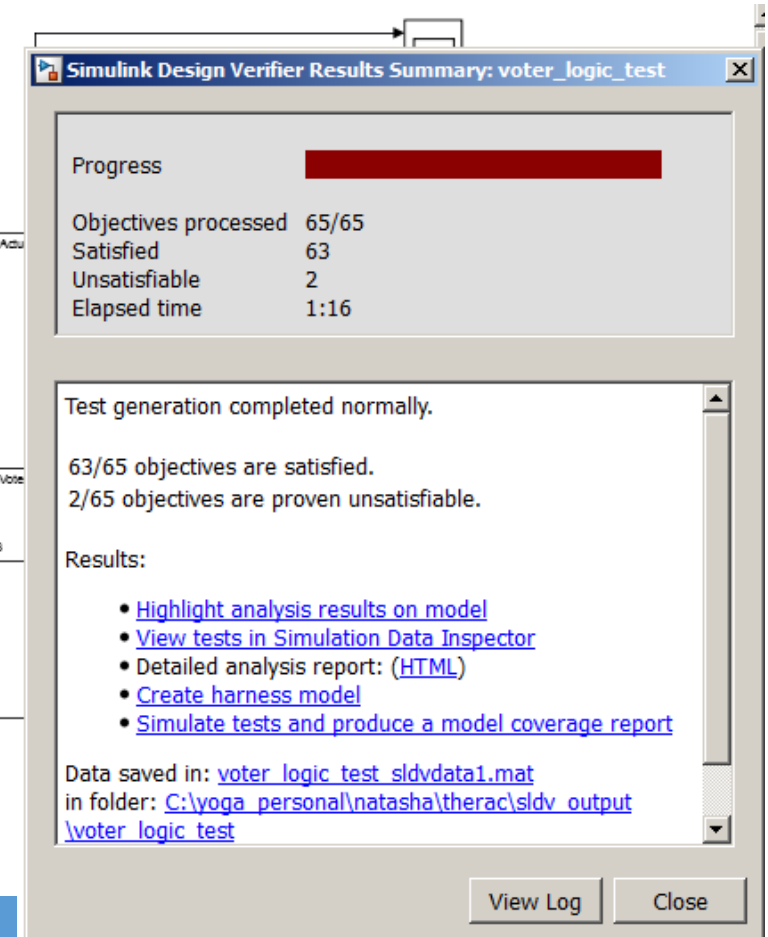 Simulink Design Verifier Results Summary: voter_logic_test
Progress
Objectives processed 65/65
Satisfied 63
Unsatisfiable 2
Elapsed time 1:16
Actu
Test generation completed normally.
63/65 objectives are satisfied.
Vote
2/65 objectives are proven unsatisfiable.
Results:
• Highlight analysis results on model
• View tests in Simulation Data Inspector
• Detailed analysis report: (HTML)
• Create harness model
• Simulate tests and produce a model coverage report
Data saved in: voter_logic_test_sldvdata1.mat
in folder: C:\yoga_personal\natasha\therac\sldv_output
\voter_logic_test
View Log Close